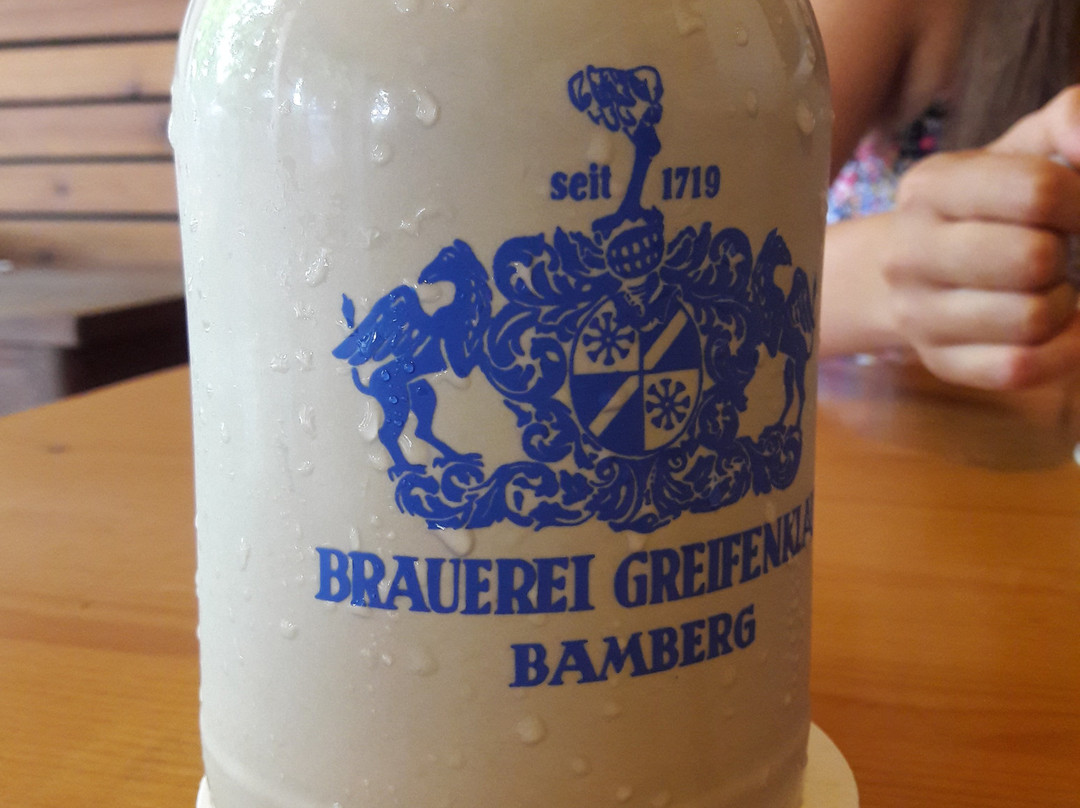 seit 1719
BRAUEREI GREIFENKLA
BAMBERG